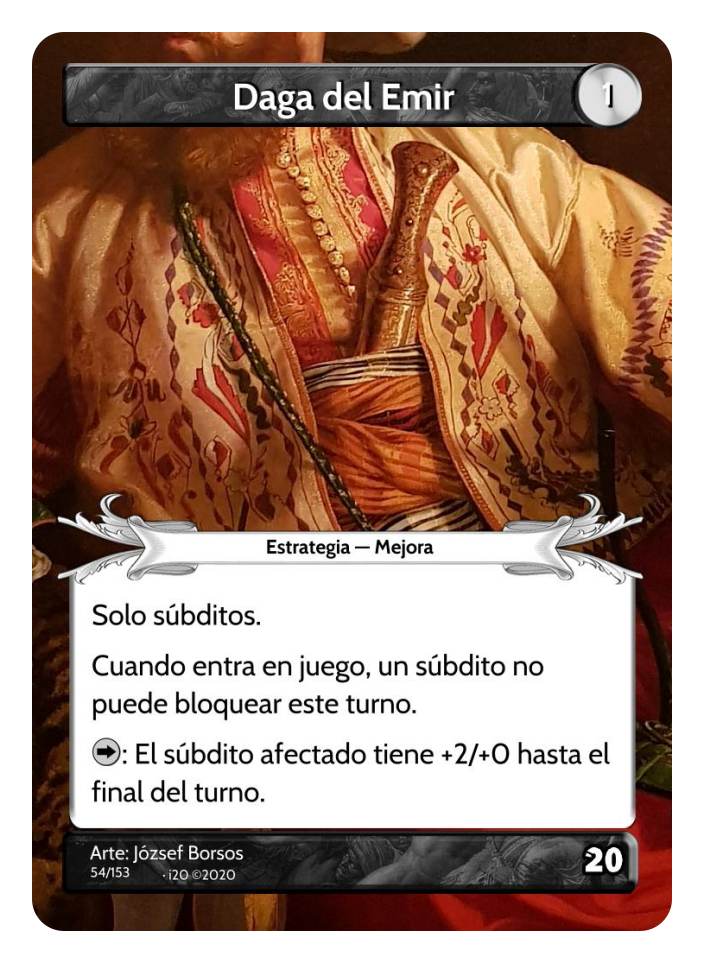 Daga del Emir
1
Estrategia — Mejora
Solo súbditos.
Cuando entra en juego, un súbdito no
puede bloquear este turno.
➡: El súbdito afectado tiene +2/+0 hasta el
final del turno.
Arte: József Borsos
54/153 · i20 ©2020
20